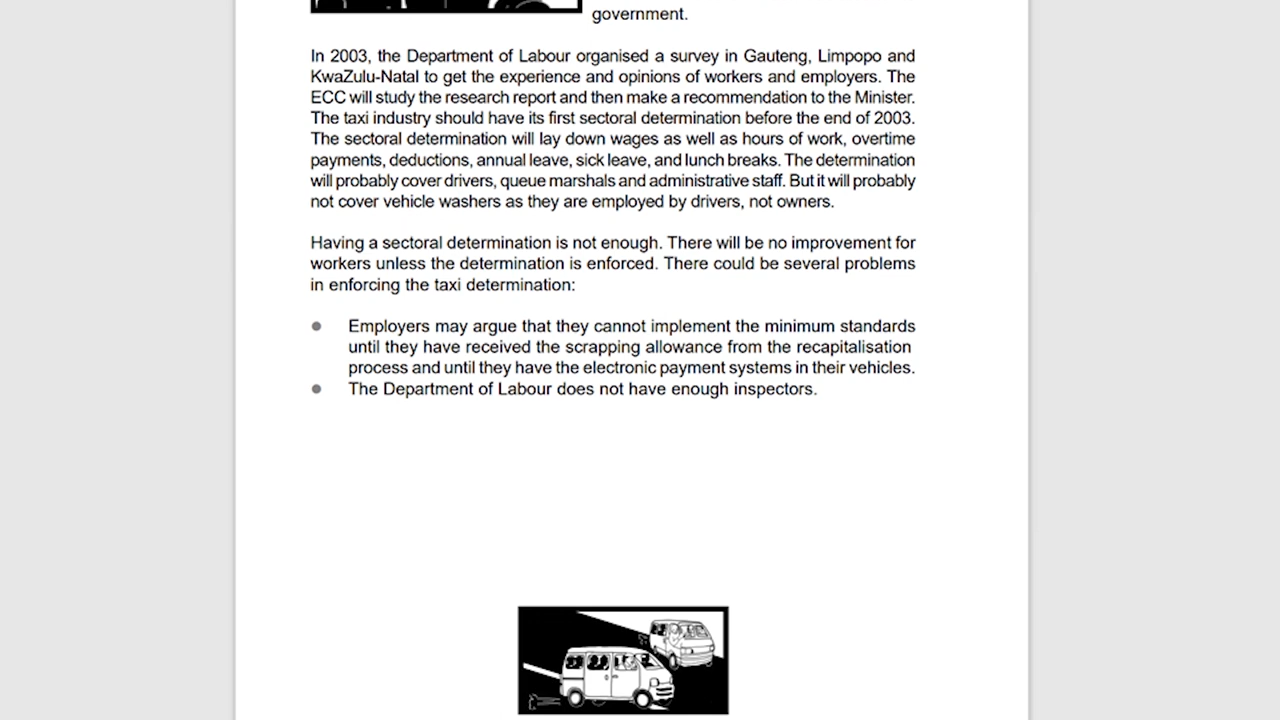 government.
In 2003, the Department of Labour organised a survey in Gauteng, Limpopo and
KwaZulu-Natal to get the experience and opinions of workers and employers. The
ECC will study the research report and then make a recommendation to the Minister.
The taxi industry should have its first sectoral determination before the end of 2003.
The sectoral determination will lay down wages as well as hours of work, overtime
payments, deductions, annual leave, sick leave, and lunch breaks. The determination
will probably cover drivers, queue marshals and administrative staff. But it will probably
not cover vehicle washers as they are employed by drivers, not owners.
Having a sectoral determination is not enough. There will be no improvement for
workers unless the determination is enforced. There could be several problems
in enforcing the taxi determination:
● Employers may argue that they cannot implement the minimum standards
until they have received the scrapping allowance from the recapitalisation
process and until they have the electronic payment systems in their vehicles.
● The Department of Labour does not have enough inspectors.